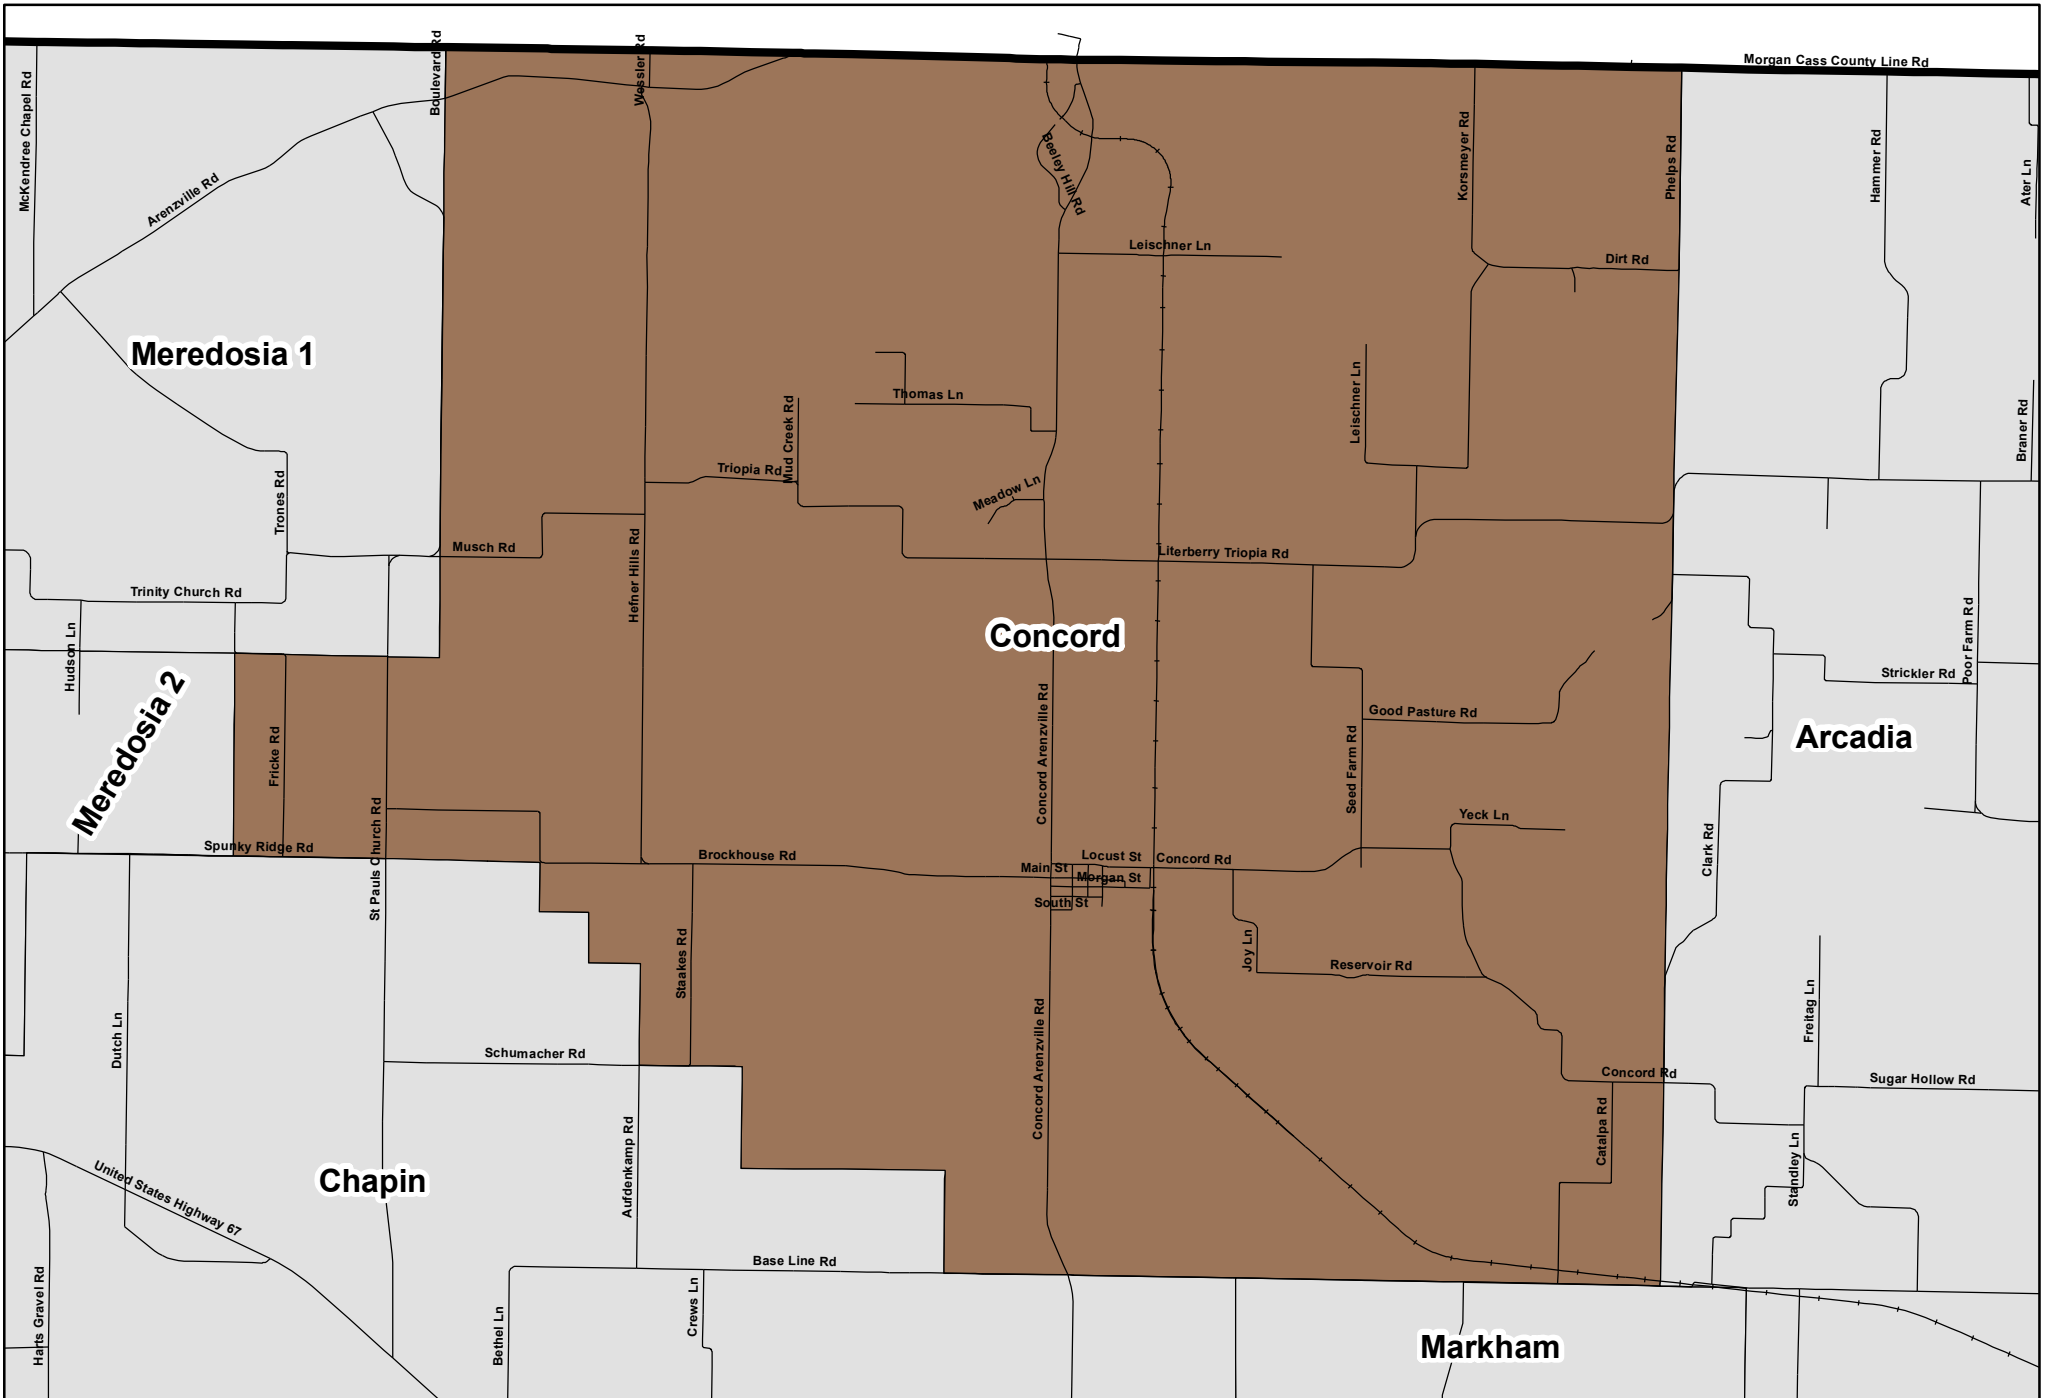 Morgan Cass County Line Rd
McKendree Chapel Rd
Boulevard Rd
Wessler Rd
Beeley Hill Rd
Korsmeyer Rd
Phelps Rd
Hammer Rd
Ater Ln
Arenzville Rd
Leischner Ln
Dirt Rd
Meredosia 1
Thomas Ln
Mud Creek Rd
Leischner Ln
Braner Rd
Trones Rd
Triopia Rd
Meadow Ln
Musch Rd
Hefner Hills Rd
Literberry Triopia Rd
Trinity Church Rd
Hudson Ln
Concord
Poor Farm Rd
Strickler Rd
Meredosia 2
Fricke Rd
Concord Arenzville Rd
Good Pasture Rd
Seed Farm Rd
Arcadia
St Pauls Church Rd
Yeck Ln
Clark Rd
Spunky Ridge Rd
Brockhouse Rd
Main St
Locust St
Concord Rd
Morgan St
South St
Staakes Rd
Joy Ln
Reservoir Rd
Freitag Ln
Dutch Ln
Schumacher Rd
Concord Arenzville Rd
Concord Rd
Sugar Hollow Rd
Catalpa Rd
Standley Ln
Aufdenkamp Rd
Chapin
United States Highway 67
Base Line Rd
Harts Gravel Rd
Bethel Ln
Crews Ln
Markham